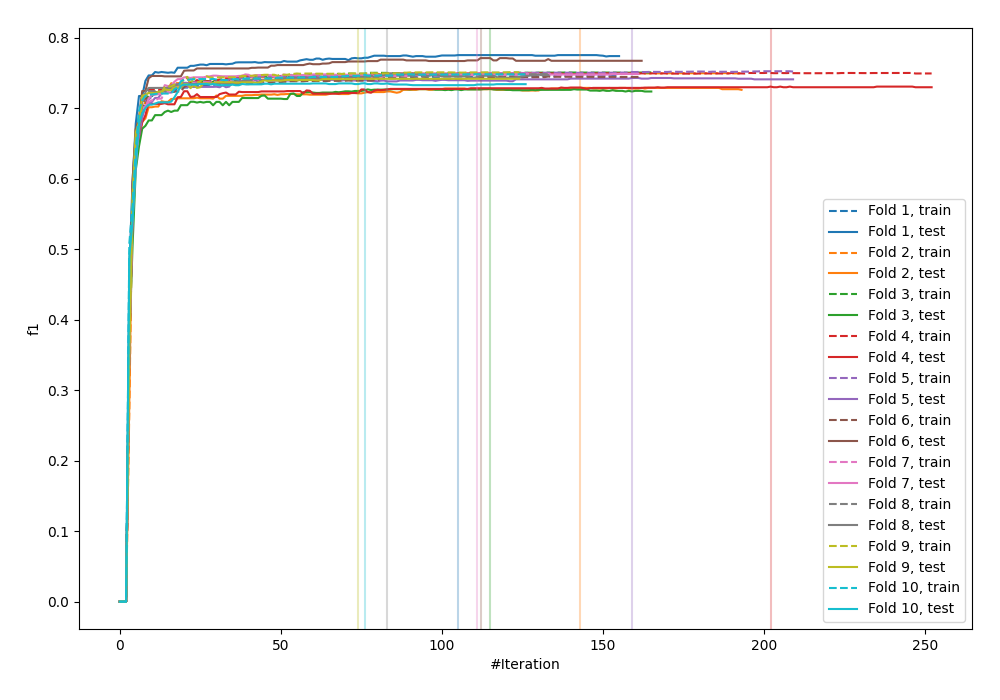 0.8
0.7
0.6
0.5
0.4
0.3
0.2
0.1
0.0
f1
0 50 100 150 200 250
#Iteration
Fold 1, train
Fold 1, test
Fold 2, train
Fold 2, test
Fold 3, train
Fold 3, test
Fold 4, train
Fold 4, test
Fold 5, train
Fold 5, test
Fold 6, train
Fold 6, test
Fold 7, train
Fold 7, test
Fold 8, train
Fold 8, test
Fold 9, train
Fold 9, test
Fold 10, train
Fold 10, test